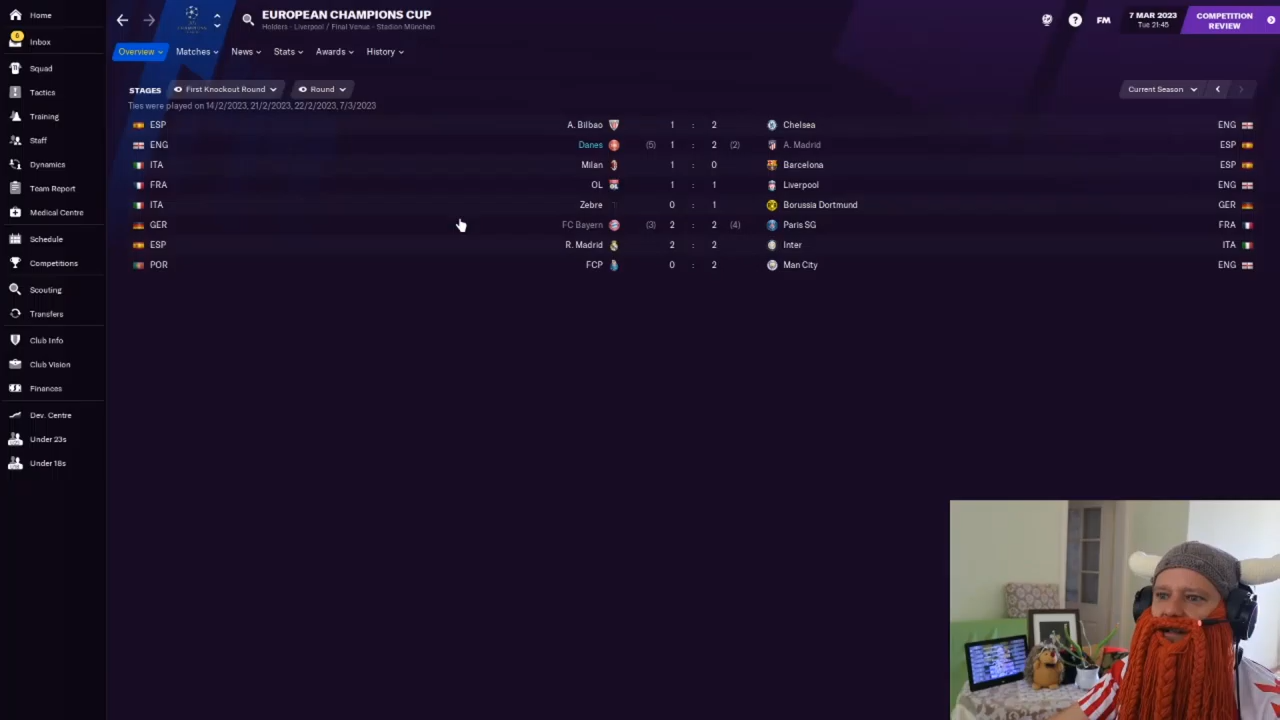 Home
Inbox
6
Squad
Tactics
Training
Staff
Dynamics
Team Report
Medical Centre
Schedule
Competitions
Scouting
Transfers
Club Info
Club Vision
Finances
Dev. Centre
Under 23s
Under 18s
EUROPEAN CHAMPIONS CUP
Holders - Liverpool / Final Venue - Stadion München
? FM 7 MAR 2023 Tue 21:45 COMPETITION REVIEW
Overview Matches News Stats Awards History
STAGES First Knockout Round Round Current Season
Ties were played on 14/2/2023, 21/2/2023, 22/2/2023, 7/3/2023
ESP A. Bilbao 1 : 2 Chelsea ENG
ENG Danes (5) 1 : 2 (2) A. Madrid ESP
ITA Milan 1 : 0 Barcelona ESP
FRA OL 1 : 1 Liverpool ENG
ITA Zebre 0 : 1 Borussia Dortmund GER
GER FC Bayern (3) 2 : 2 (4) Paris SG FRA
ESP R. Madrid 2 : 2 Inter ITA
POR FCP 0 : 2 Man City ENG